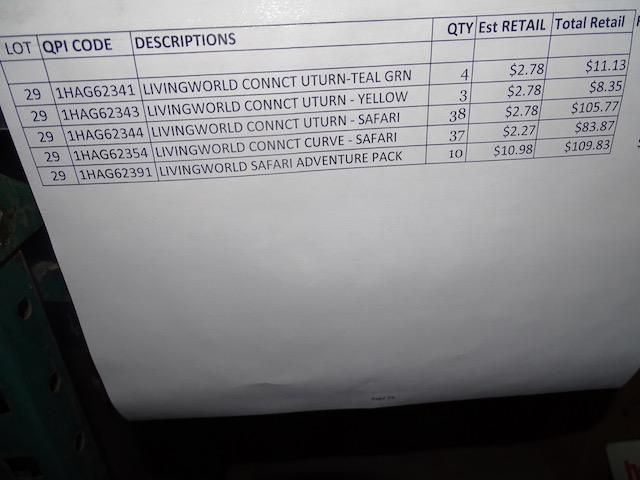 LOT QPI CODE DESCRIPTIONS QTY Est RETAIL Total Retail
29 1HAG62341 LIVINGWORLD CONNCT UTURN-TEAL GRN 4 $2.78 $11.13
29 1HAG62343 LIVINGWORLD CONNCT UTURN - YELLOW 3 $2.78 $8.35
29 1HAG62344 LIVINGWORLD CONNCT UTURN - SAFARI 38 $2.78 $105.77
29 1HAG62354 LIVINGWORLD CONNCT CURVE - SAFARI 37 $2.27 $83.87
29 1HAG62391 LIVINGWORLD SAFARI ADVENTURE PACK 10 $10.98 $109.83